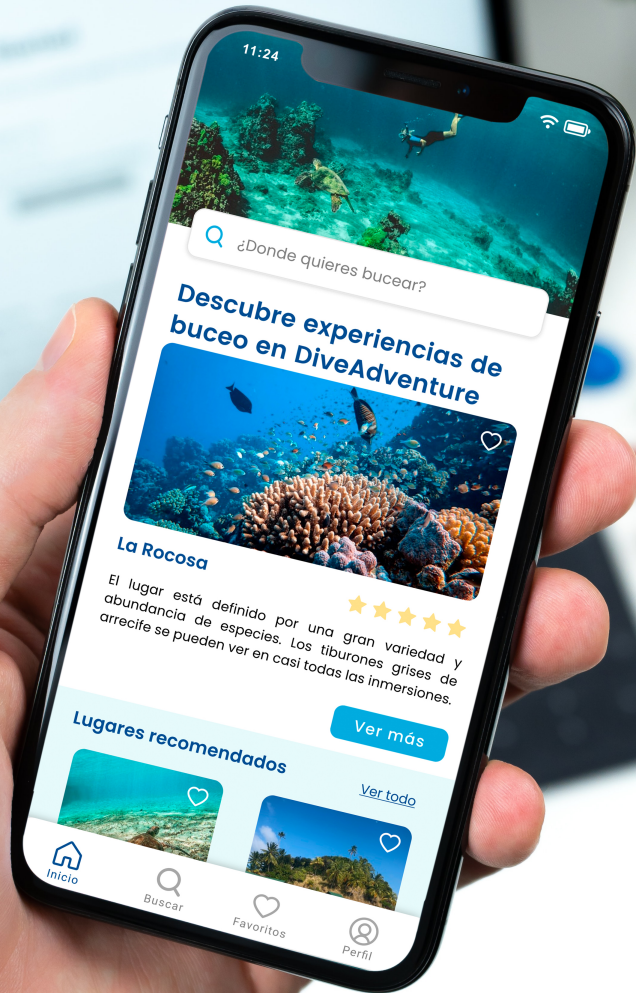 11:24
¿Donde quieres bucear?
Descubre experiencias de
buceo en DiveAdventure
La Rocosa
El lugar está definido por una gran variedad y
abundancia de especies. Los tiburones grises de
arrecife se pueden ver en casi todas las inmersiones.
Ver más
Lugares recomendados
Ver todo
Inicio
Buscar
Favoritos
Perfil